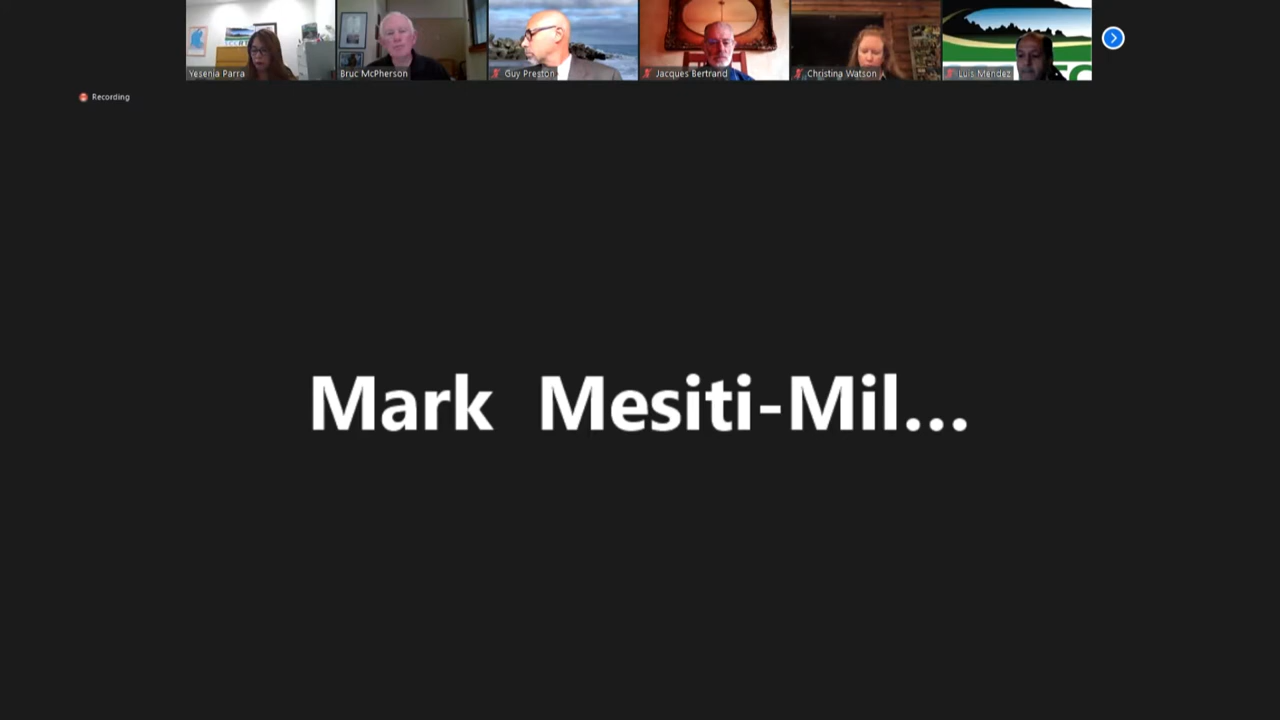 Yesenia Parra
Bruc McPherson
Guy Preston
Jacques Bertrand
Christina Watson
Luis Mendez
Recording
Mark Mesiti-Mil...